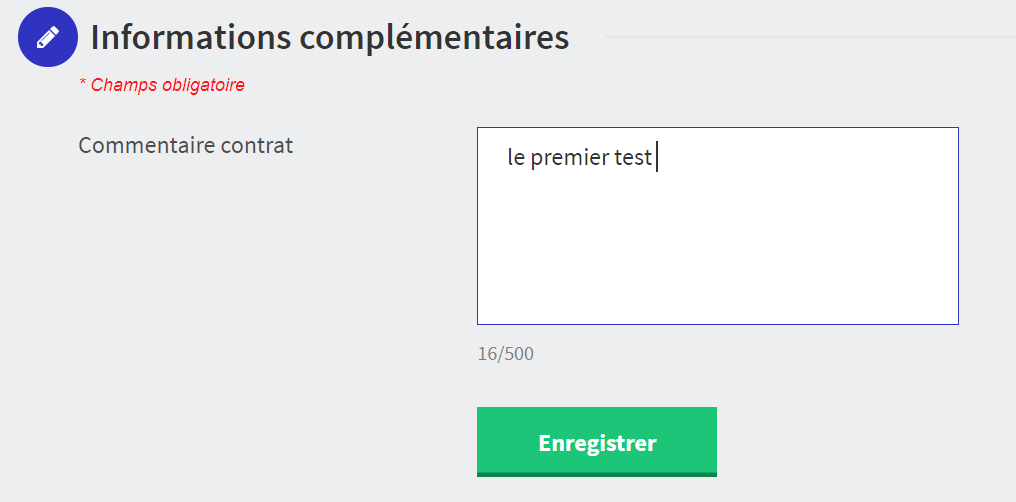 Informations complémentaires
* Champs obligatoire
Commentaire contrat
le premier test
16/500
Enregistrer